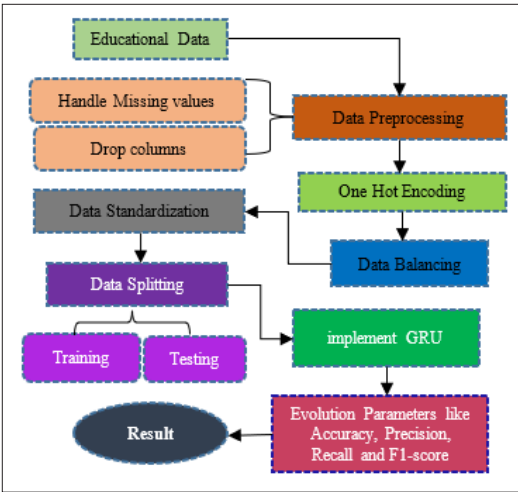 Educational Data
Handle Missing values
Drop columns
Data Preprocessing
One Hot Encoding
Data Balancing
Data Standardization
Data Splitting
Training
Testing
implement GRU
Evolution Parameters like
Accuracy, Precision,
Recall and F1-score
Result